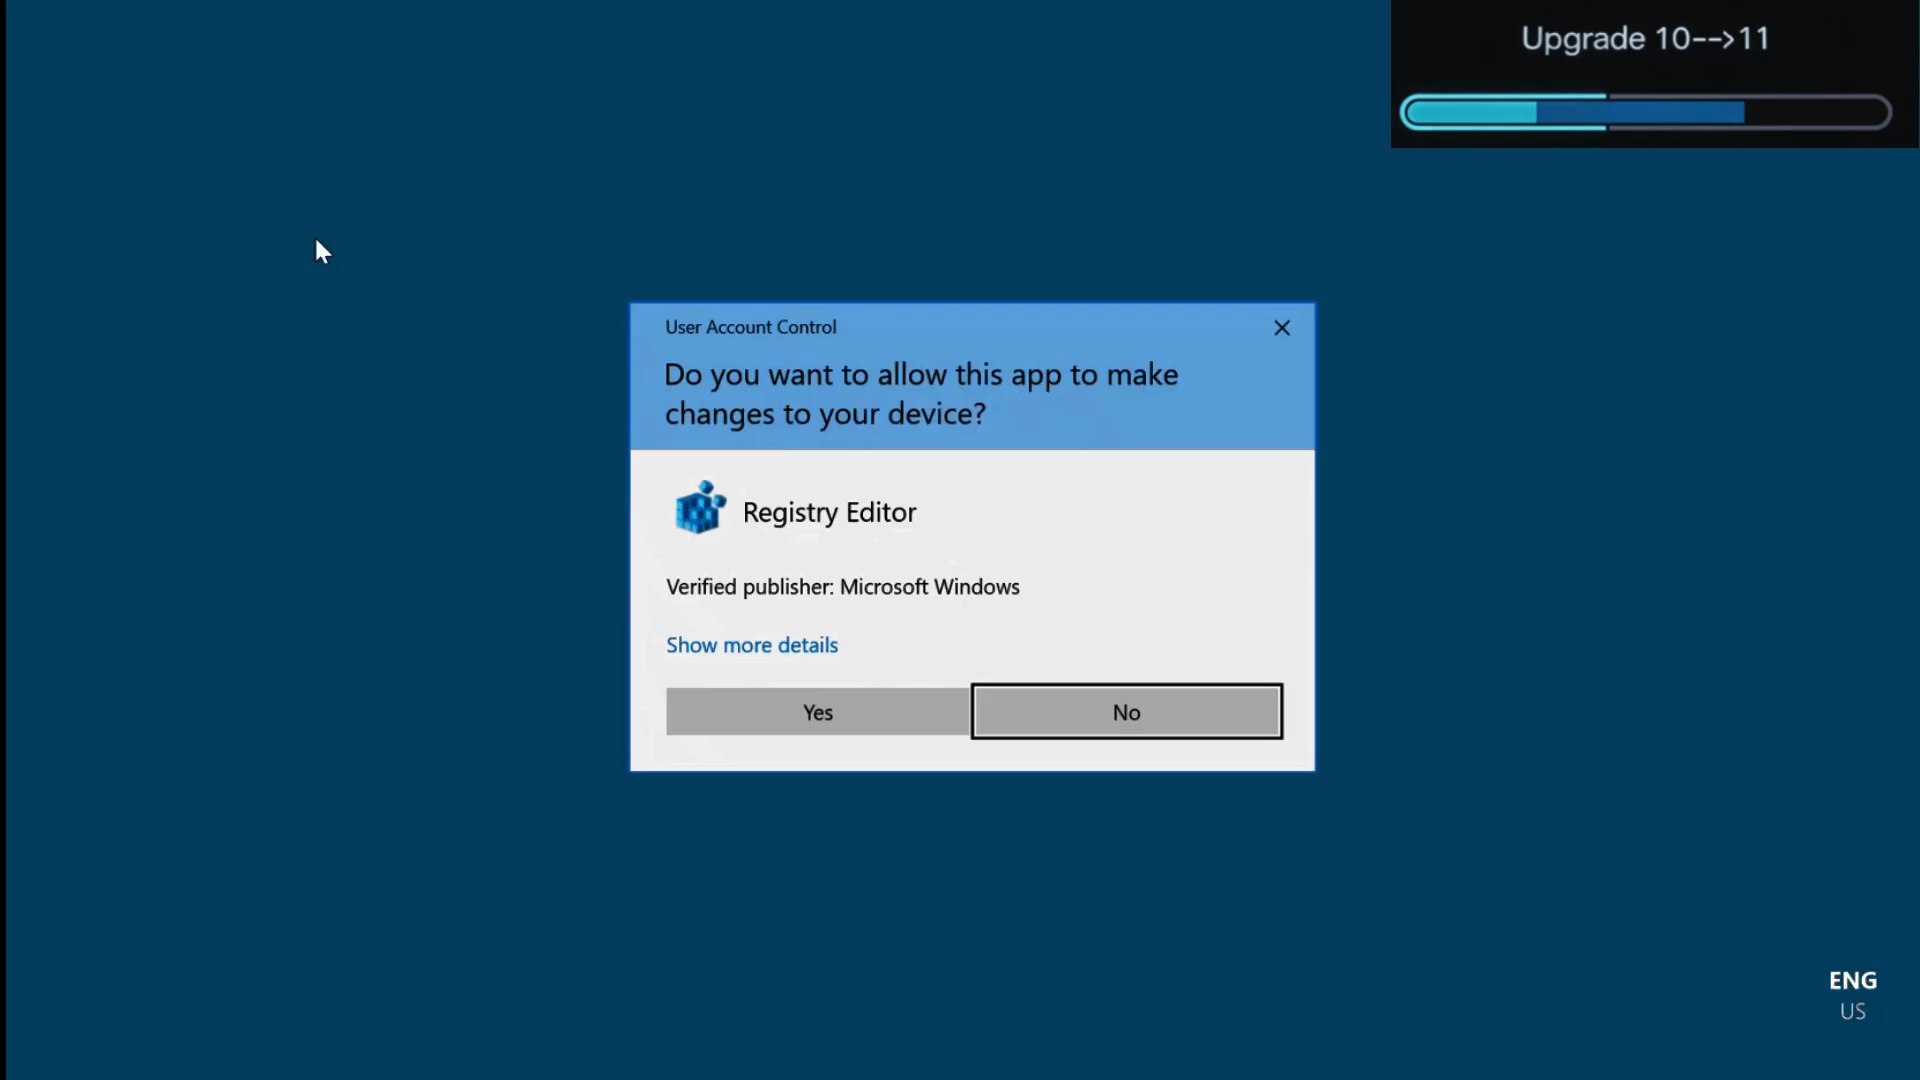 Upgrade 10-->11
User Account Control
Do you want to allow this app to make
changes to your device?
Registry Editor
Verified publisher: Microsoft Windows
Show more details
Yes
No
ENG
US